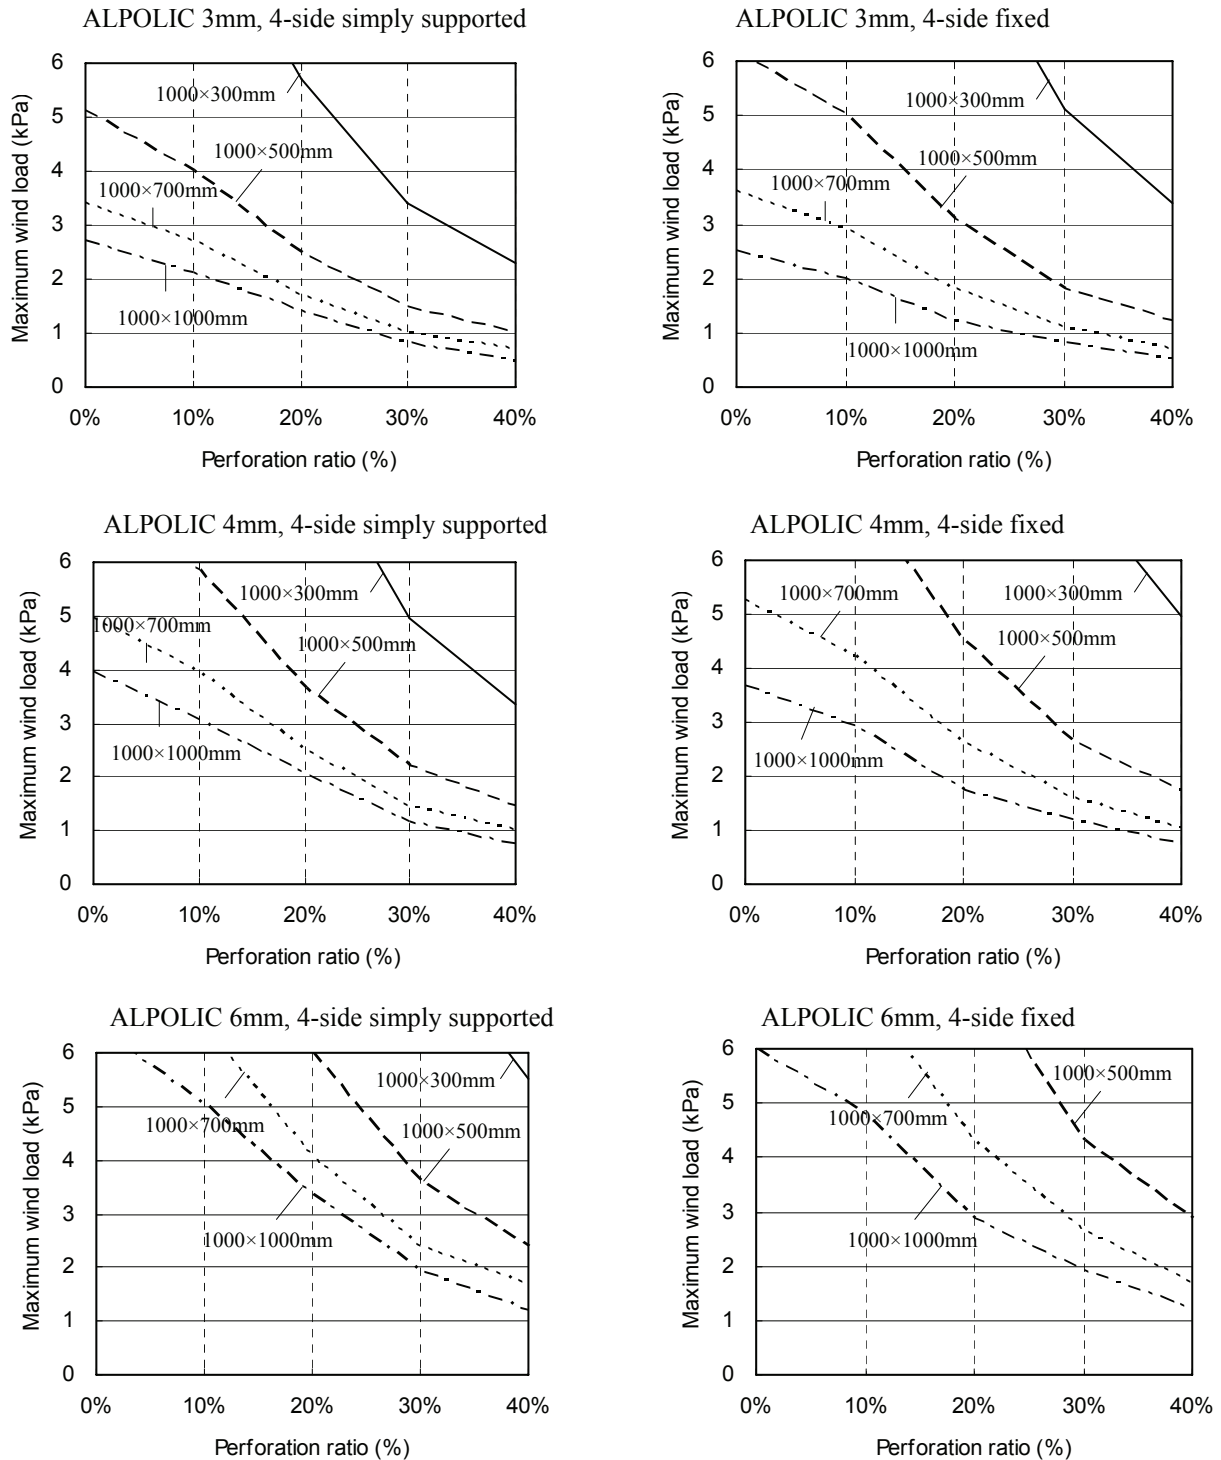 ALPOLIC 3mm, 4-side simply supported
Maximum wind load (kPa)
6
5
4
3
2
1
0
1000×300mm
1000×500mm
1000×700mm
1000×1000mm
0% 10% 20% 30% 40%
Perforation ratio (%)
ALPOLIC 3mm, 4-side fixed
Maximum wind load (kPa)
6
5
4
3
2
1
0
1000×300mm
1000×500mm
1000×700mm
1000×1000mm
0% 10% 20% 30% 40%
Perforation ratio (%)
ALPOLIC 4mm, 4-side simply supported
Maximum wind load (kPa)
6
5
4
3
2
1
0
1000×300mm
1000×700mm
1000×500mm
1000×1000mm
0% 10% 20% 30% 40%
Perforation ratio (%)
ALPOLIC 4mm, 4-side fixed
Maximum wind load (kPa)
6
5
4
3
2
1
0
1000×700mm
1000×300mm
1000×500mm
1000×1000mm
0% 10% 20% 30% 40%
Perforation ratio (%)
ALPOLIC 6mm, 4-side simply supported
Maximum wind load (kPa)
6
5
4
3
2
1
0
1000×300mm
1000×700mm
1000×500mm
1000×1000mm
0% 10% 20% 30% 40%
Perforation ratio (%)
ALPOLIC 6mm, 4-side fixed
Maximum wind load (kPa)
6
5
4
3
2
1
0
1000×500mm
1000×700mm
1000×1000mm
0% 10% 20% 30% 40%
Perforation ratio (%)